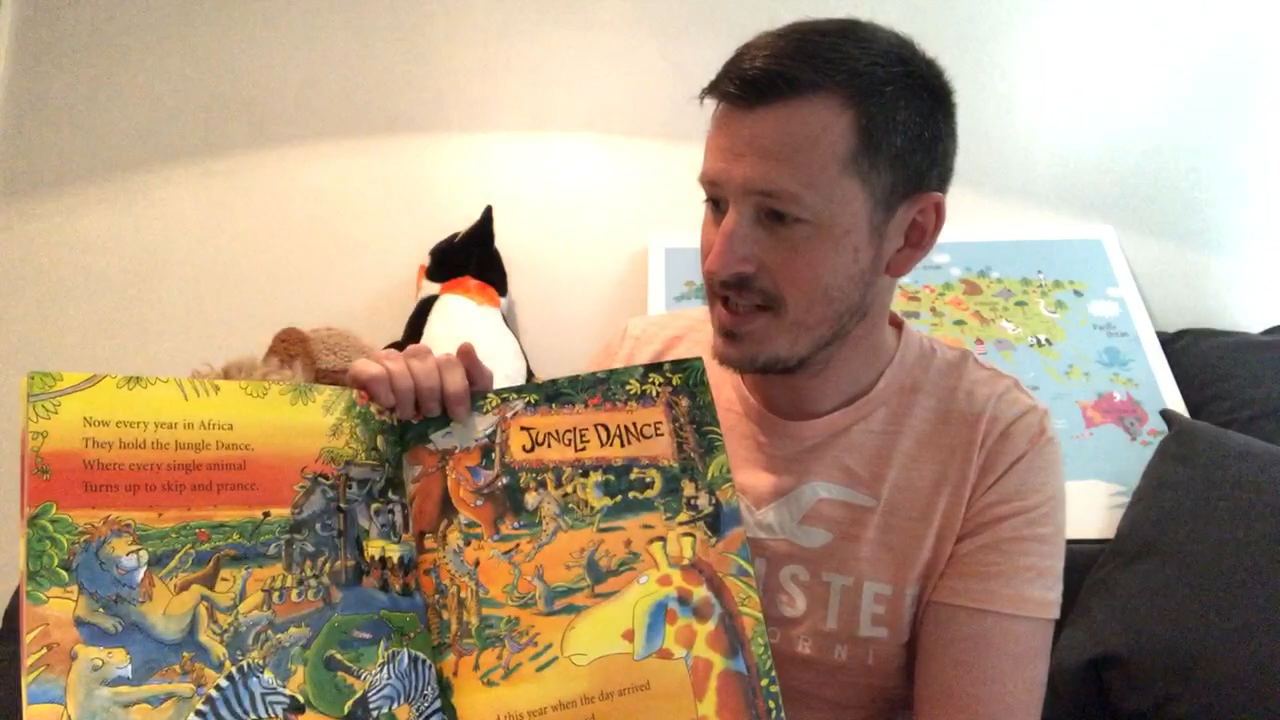 Now every year in Africa
They hold the Jungle Dance,
Where every single animal
Turns up to skip and prance.
JUNGLE DANCE
this year when the day arrived
Pacific
Ocean